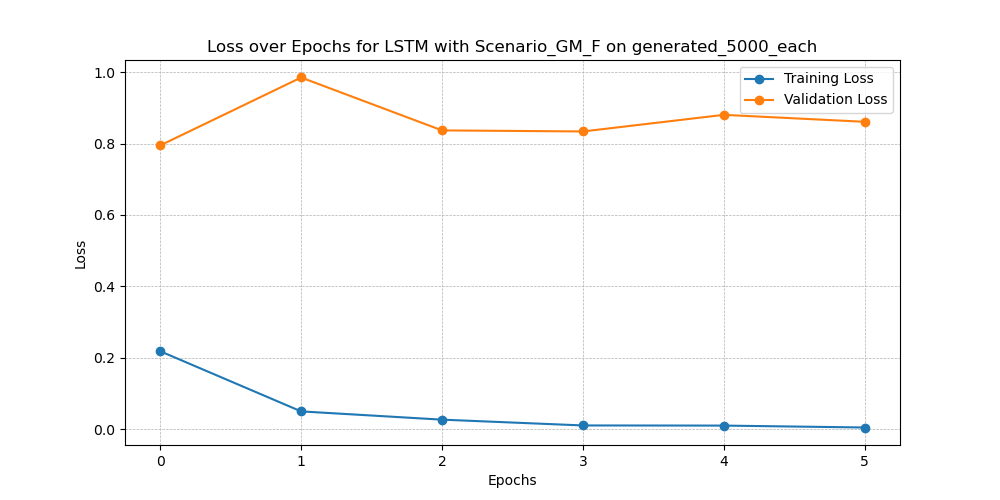 Loss over Epochs for LSTM with Scenario_GM_F on generated_5000_each
Training Loss
Validation Loss
1.0
0.8
0.6
0.4
0.2
0.0
Loss
0 1 2 3 4 5
Epochs